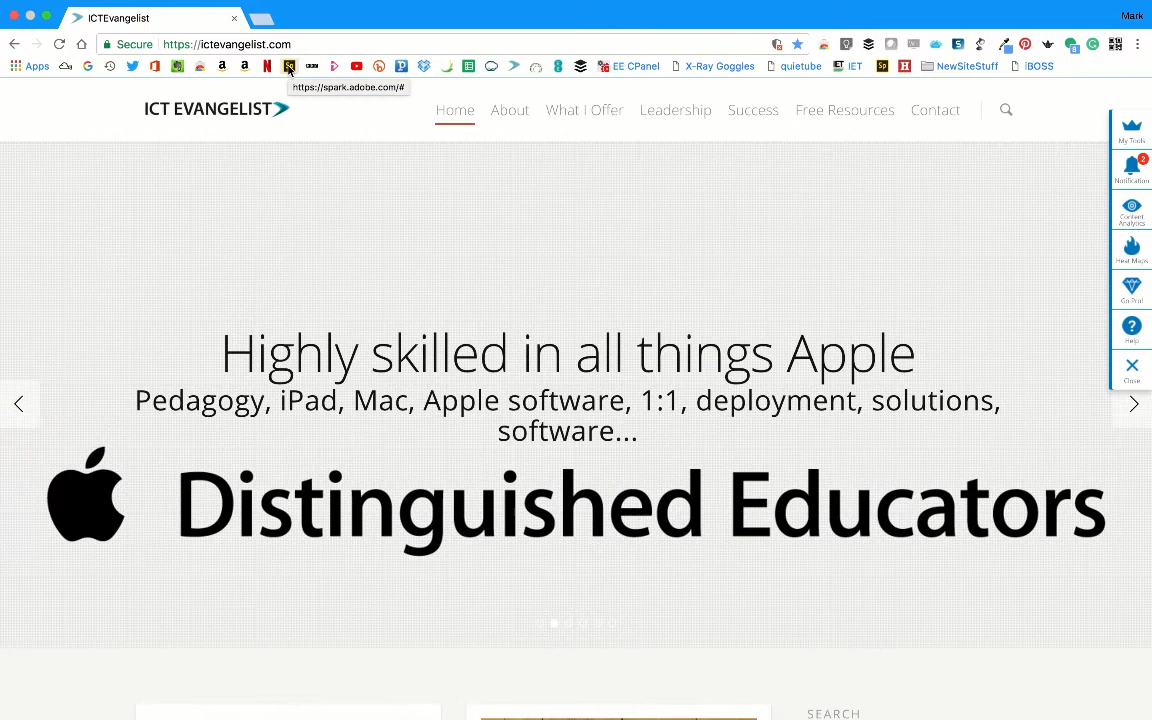 ICTEvangelist
Mark
Secure https://ictevangelist.com
Apps EE CPanel X-Ray Goggles quietube IET NewSiteStuff iBOSS
https://spark.adobe.com/#
ICT EVANGELIST Home About What I Offer Leadership Success Free Resources Contact
My Tools
2
Notification
Content
Analytics
Heat Maps
Go Pro!
Help
Close
Highly skilled in all things Apple
Pedagogy, iPad, Mac, Apple software, 1:1, deployment, solutions,
software...
Distinguished Educators
SEARCH